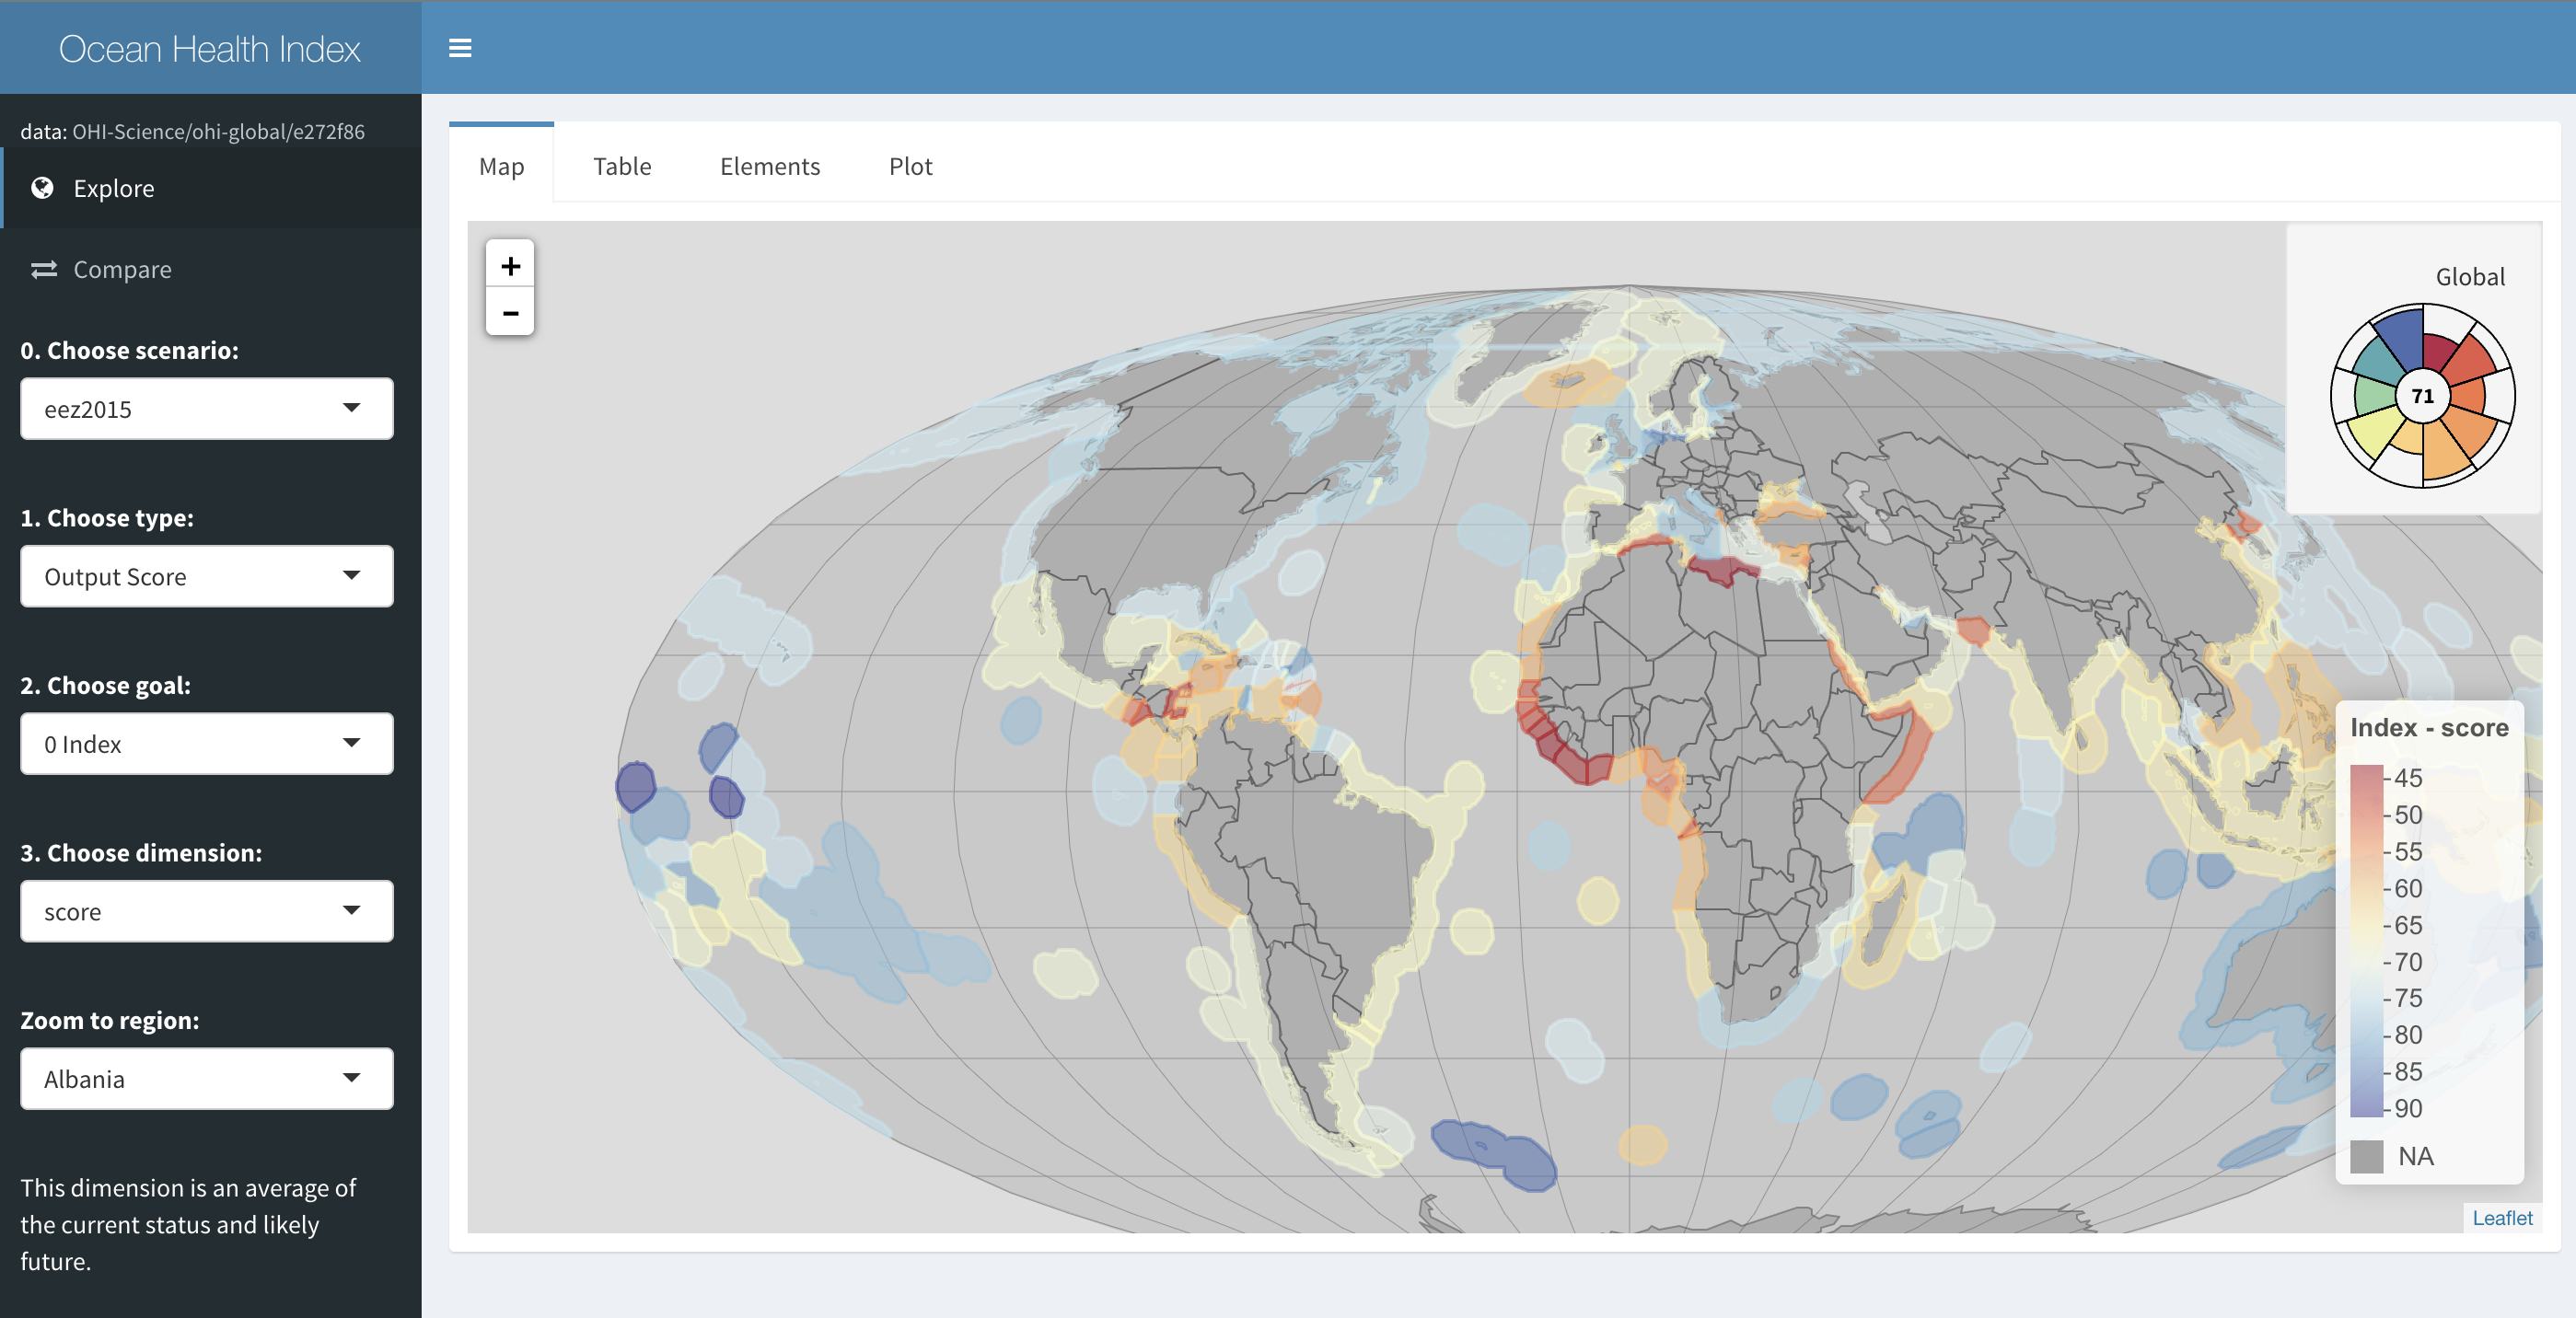 Ocean Health Index
data: OHI-Science/ohi-global/e272f86
Explore
Compare
0. Choose scenario:
eez2015
1. Choose type:
Output Score
2. Choose goal:
0 Index
3. Choose dimension:
score
Zoom to region:
Albania
This dimension is an average of
the current status and likely
future.
Map Table Elements Plot
+
−
Global
71
Index - score
45
50
55
60
65
70
75
80
85
90
NA
Leaflet